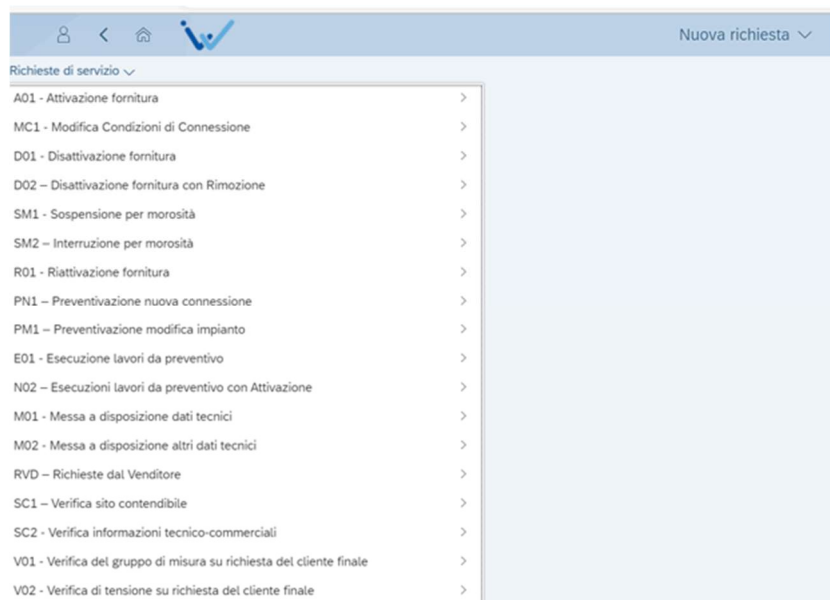 Nuova richiesta
Richieste di servizio
A01 - Attivazione fornitura
MC1 - Modifica Condizioni di Connessione
D01 - Disattivazione fornitura
D02 – Disattivazione fornitura con Rimozione
SM1 - Sospensione per morosità
SM2 – Interruzione per morosità
R01 - Riattivazione fornitura
PN1 – Preventivazione nuova connessione
PM1 – Preventivazione modifica impianto
E01 - Esecuzione lavori da preventivo
N02 – Esecuzioni lavori da preventivo con Attivazione
M01 - Messa a disposizione dati tecnici
M02 - Messa a disposizione altri dati tecnici
RVD – Richieste dal Venditore
SC1 – Verifica sito contendibile
SC2 - Verifica informazioni tecnico-commerciali
V01 - Verifica del gruppo di misura su richiesta del cliente finale
V02 - Verifica di tensione su richiesta del cliente finale